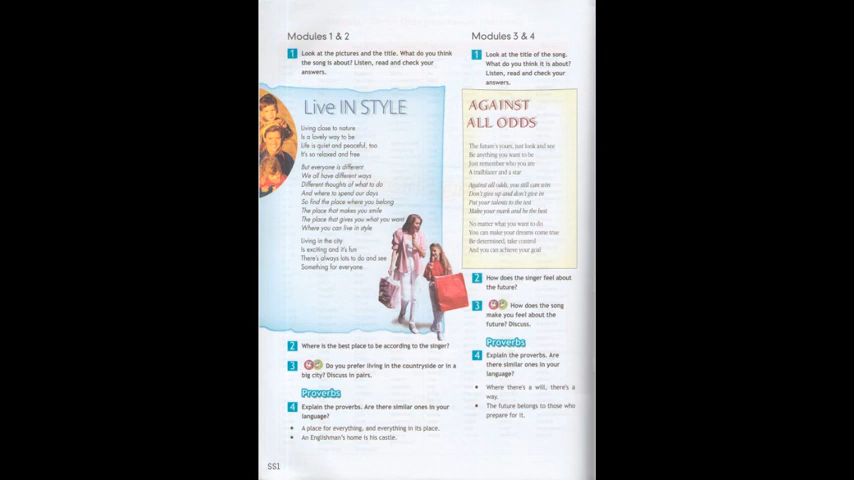 Modules 1 & 2
1 Look at the pictures and the title. What do you think
the song is about? Listen, read and check your
answers.
Live IN STYLE
Living close to nature
Is a lovely way to be
Life is quiet and peaceful, too
It's so relaxed and free
But everyone is different
We all have different ways
Different thoughts of what to do
And where to spend our days
So find the place where you belong
The place that makes you smile
The place that gives you what you want
Where you can live in style
Living in the city
Is exciting and it's fun
There's always lots to do and see
Something for everyone
2 Where is the best place to be according to the singer?
3 Do you prefer living in the countryside or in a
big city? Discuss in pairs.
Proverbs
4 Explain the proverbs. Are there similar ones in your
language?
• A place for everything, and everything in its place.
• An Englishman's home is his castle.
SS1
Modules 3 & 4
1 Look at the title of the song.
What do you think it is about?
Listen, read and check your
answers.
AGAINST
ALL ODDS
The future's yours, just look and see
Be anything you want to be
Just remember who you are
A trailblazer and a star
Against all odds, you still can win
Don't give up and don't give in
Put your talents to the test
Make your mark and be the best
No matter what you want to do
You can make your dreams come true
Be determined, take control
And you can achieve your goal
2 How does the singer feel about
the future?
3 How does the song
make you feel about the
future? Discuss.
Proverbs
4 Explain the proverbs. Are
there similar ones in your
language?
• Where there's a will, there's a
way.
• The future belongs to those who
prepare for it.